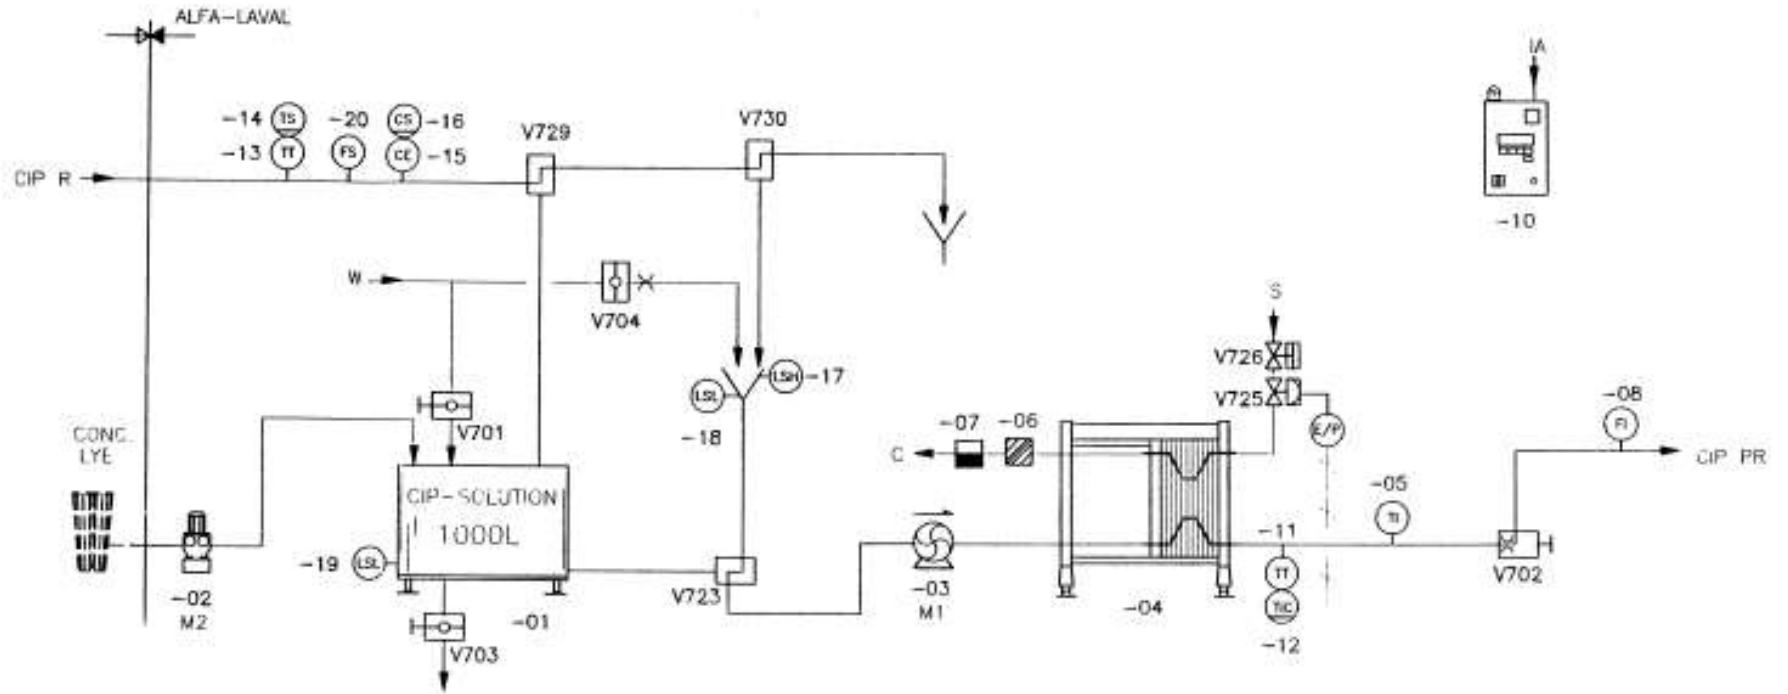 ALFA-LAVAL
IA
-14 TS
-20
CS -16
V729
V730
-13 TT
FS
CE -15
CIP R
-10
W
V704
S
V726
V725
LSL
LSH -17
-08
FI
CONC.
LYE
V701
-18
C
-07
-06
E/P
CIP PR
CIP-SOLUTION
1000L
-05
TI
-11
-19 LSL
-02
M2
-01
V703
V723
-03
M1
-04
TT
TIC
-12
V702